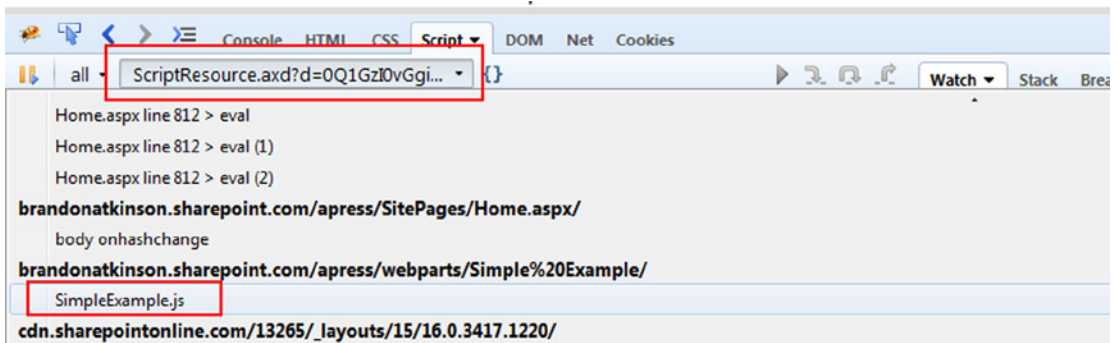 Console HTML CSS Script DOM Net Cookies
all ScriptResource.axd?d=0Q1GzI0vGgi... {} Watch Stack Brea
Home.aspx line 812 > eval
Home.aspx line 812 > eval (1)
Home.aspx line 812 > eval (2)
brandonatkinson.sharepoint.com/apress/SitePages/Home.aspx/
body onhashchange
brandonatkinson.sharepoint.com/apress/webparts/Simple%20Example/
SimpleExample.js
cdn.sharepointonline.com/13265/_layouts/15/16.0.3417.1220/